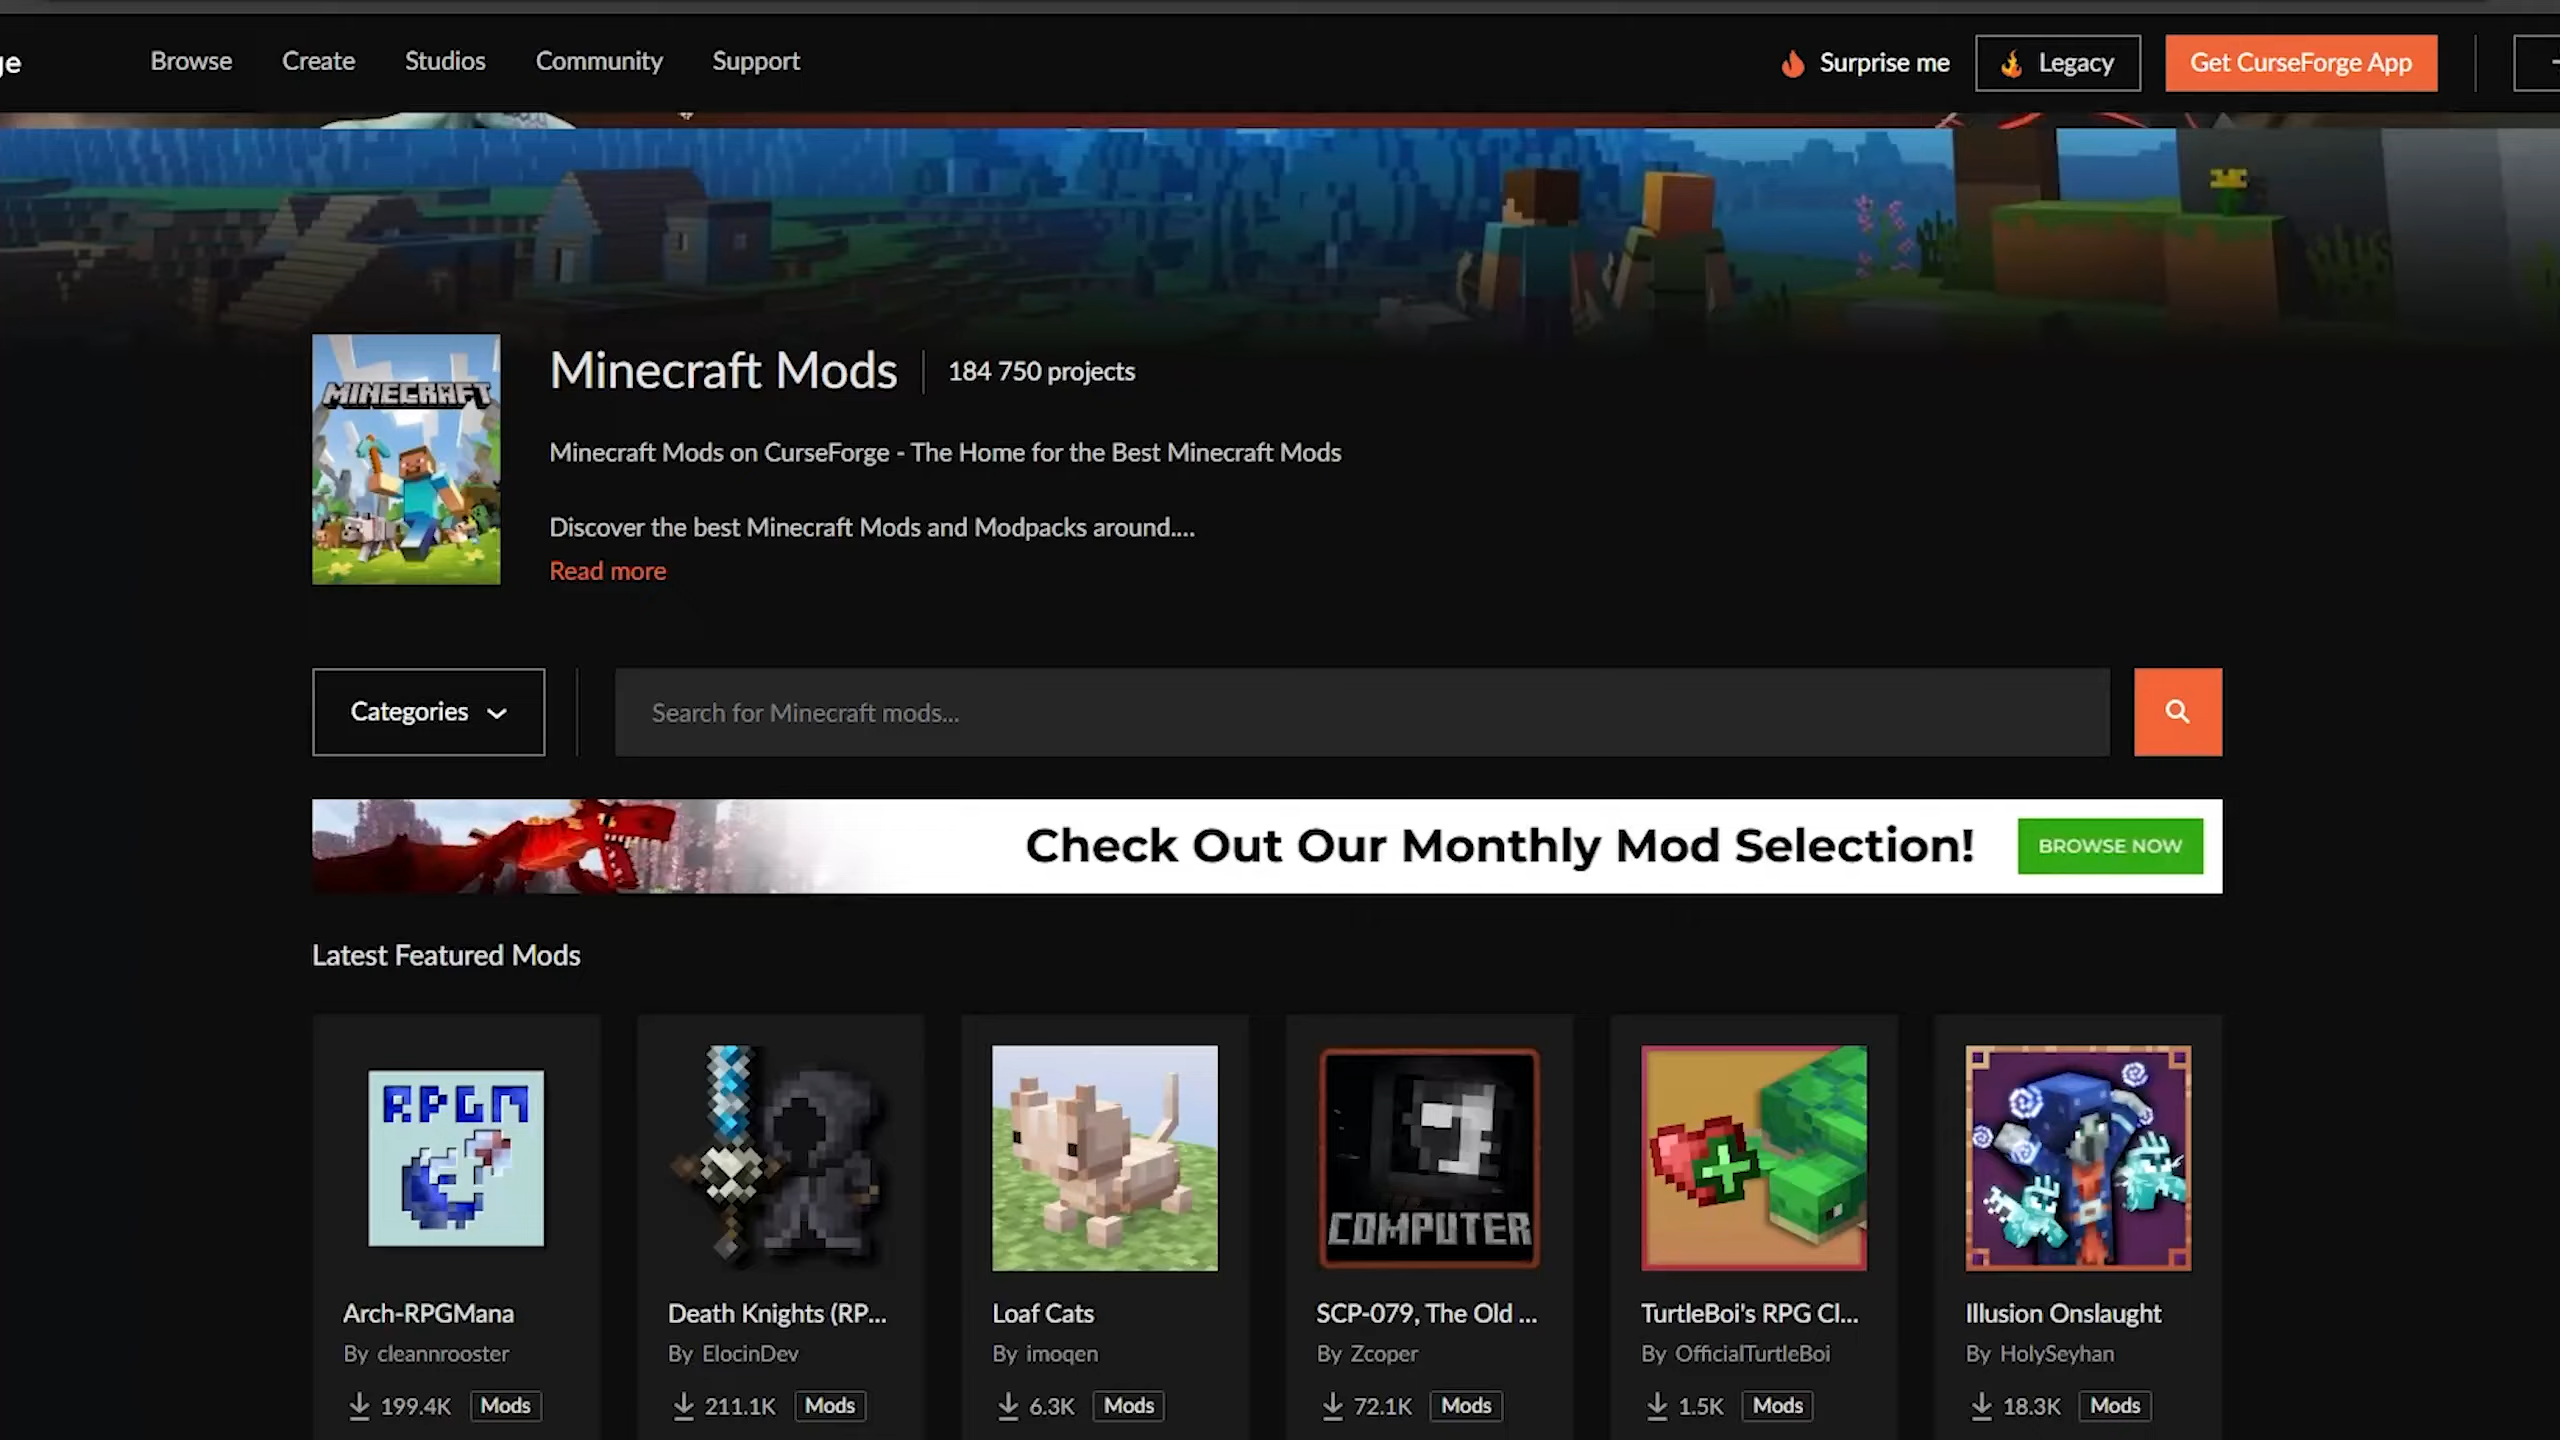 ge
Browse
Create
Studios
Community
Support
Surprise me
Legacy
Get CurseForge App
MINECRAFT
Minecraft Mods
184 750 projects
Minecraft Mods on CurseForge - The Home for the Best Minecraft Mods
Discover the best Minecraft Mods and Modpacks around....
Read more
Categories
Search for Minecraft mods...
Check Out Our Monthly Mod Selection!
BROWSE NOW
Latest Featured Mods
RPGM
COMPUTER
Arch-RPGMana
By cleannrooster
199.4K
Mods
Death Knights (RP...
By ElocinDev
211.1K
Mods
Loaf Cats
By imoqen
6.3K
Mods
SCP-079, The Old ...
By Zcoper
72.1K
Mods
TurtleBoi's RPG Cl...
By OfficialTurtleBoi
1.5K
Mods
Illusion Onslaught
By HolySeyhan
18.3K
Mods